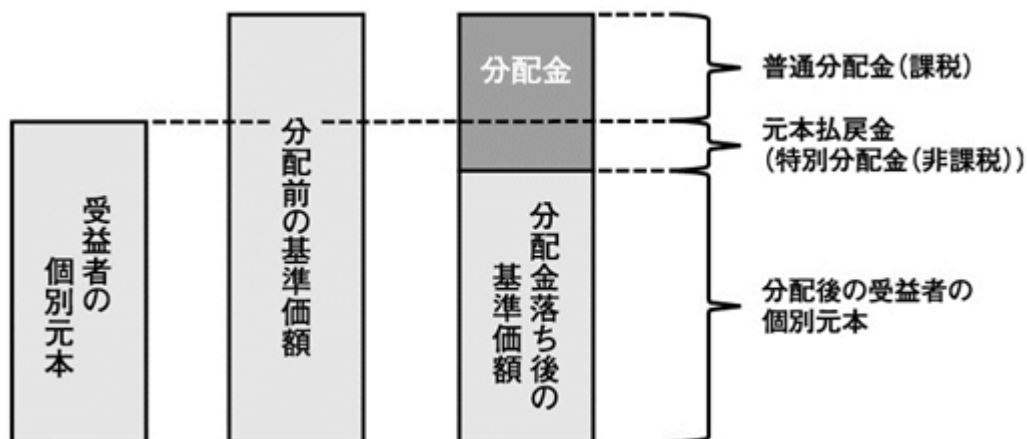 受益者の
個別元本
分配前の基準価額
分配金
分配金落ち後の
基準価額
普通分配金(課税)
元本払戻金
(特別分配金(非課税))
分配後の受益者の
個別元本